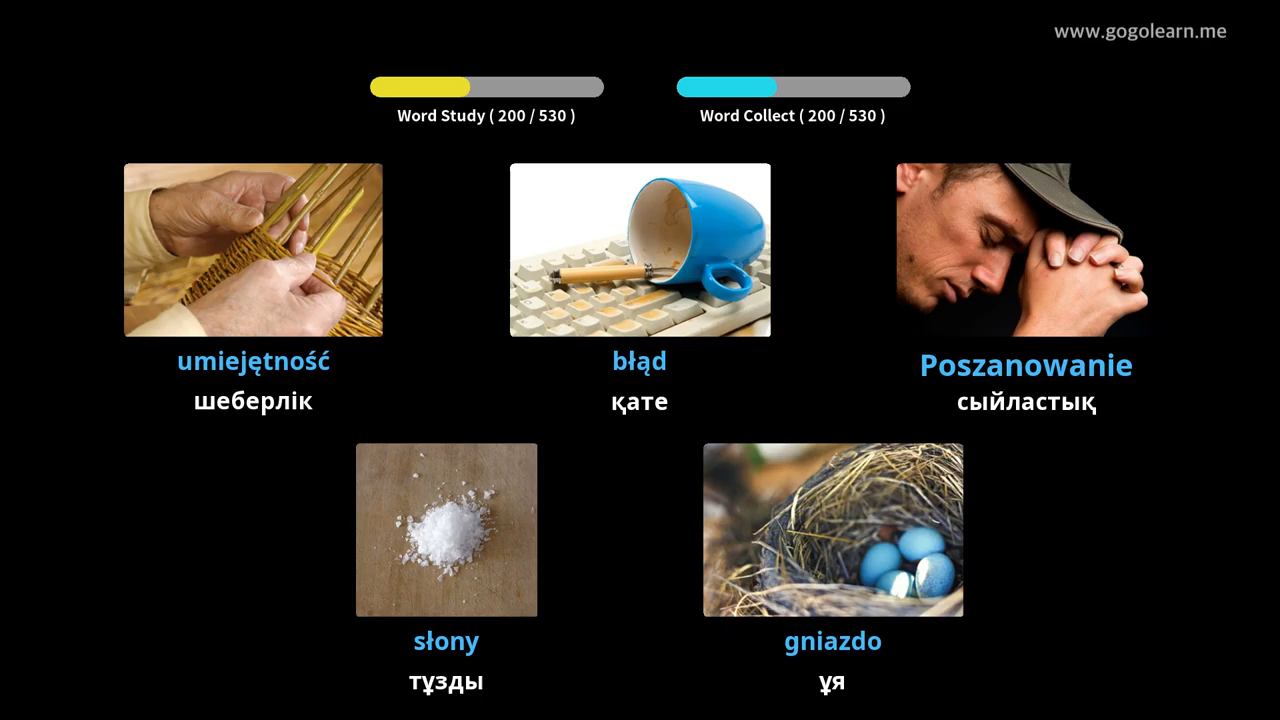 www.gogolearn.me
Word Study ( 200 / 530 )
Word Collect ( 200 / 530 )
umiejętność
шеберлік
błąd
қате
Poszanowanie
сыйластық
słony
тұзды
gniazdo
ұя